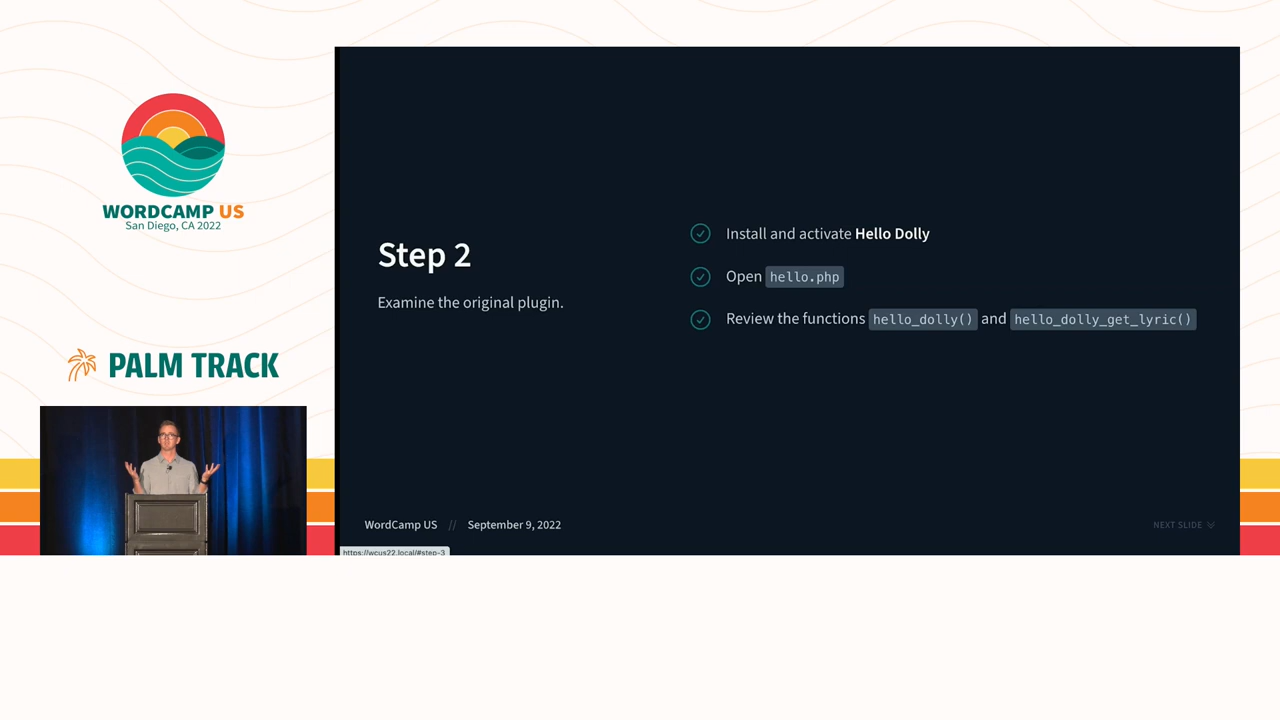 WORDCAMP US
San Diego, CA 2022
PALM TRACK
Step 2
Examine the original plugin.
Install and activate Hello Dolly
Open hello.php
Review the functions hello_dolly() and hello_dolly_get_lyric()
WordCamp US // September 9, 2022
NEXT SLIDE
https://wcus22.local/#step-3